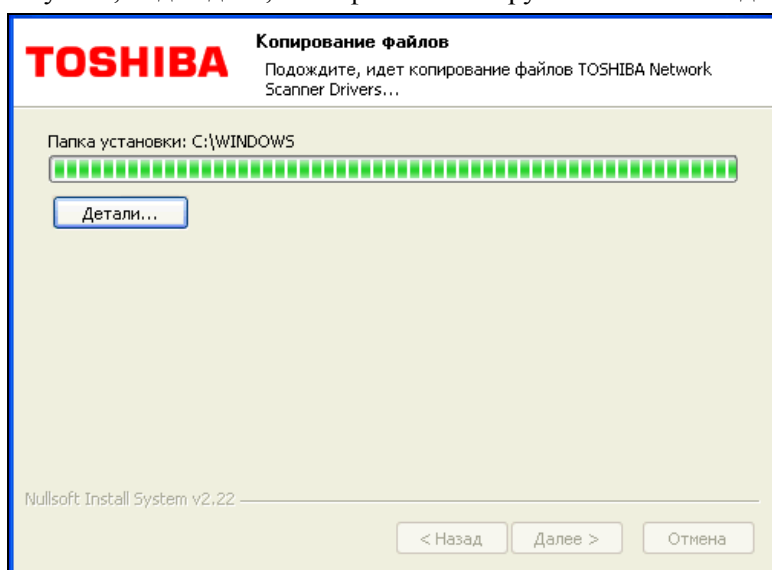 TOSHIBA
Копирование файлов
Подождите, идет копирование файлов TOSHIBA Network
Scanner Drivers...
Папка установки: C:\WINDOWS
Детали...
Nullsoft Install System v2.22
< Назад
Далее >
Отмена